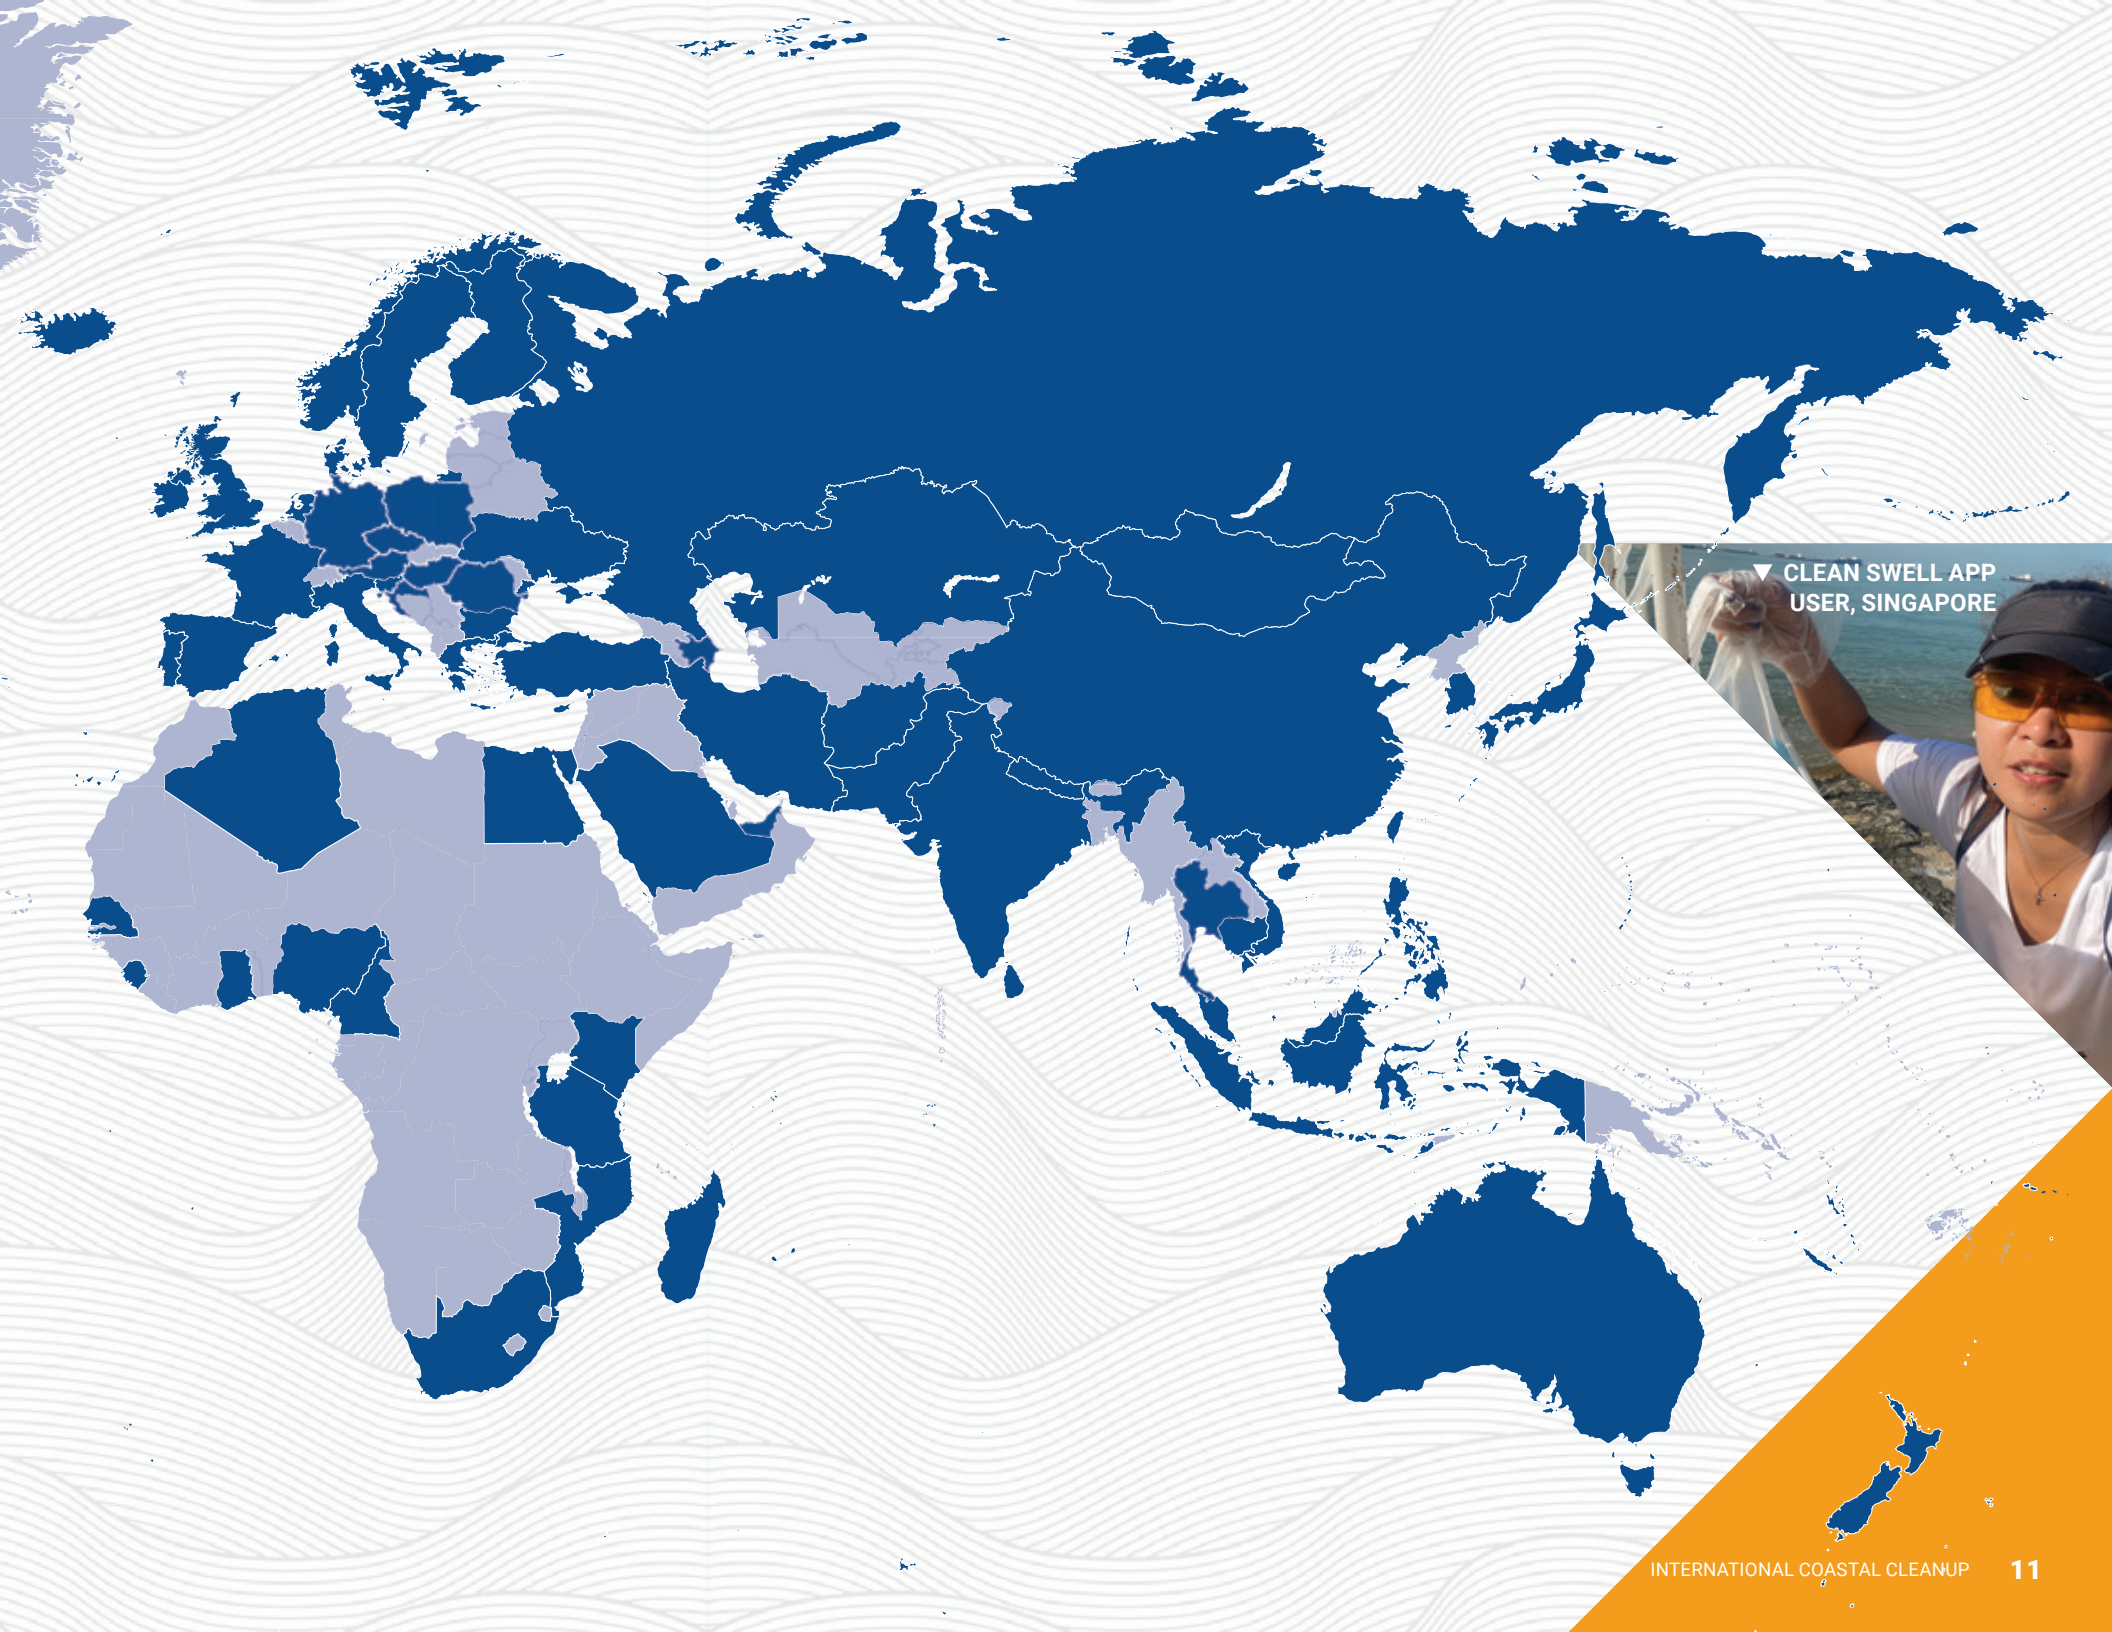 ▼ CLEAN SWELL APP
USER, SINGAPORE
INTERNATIONAL COASTAL CLEANUP 11